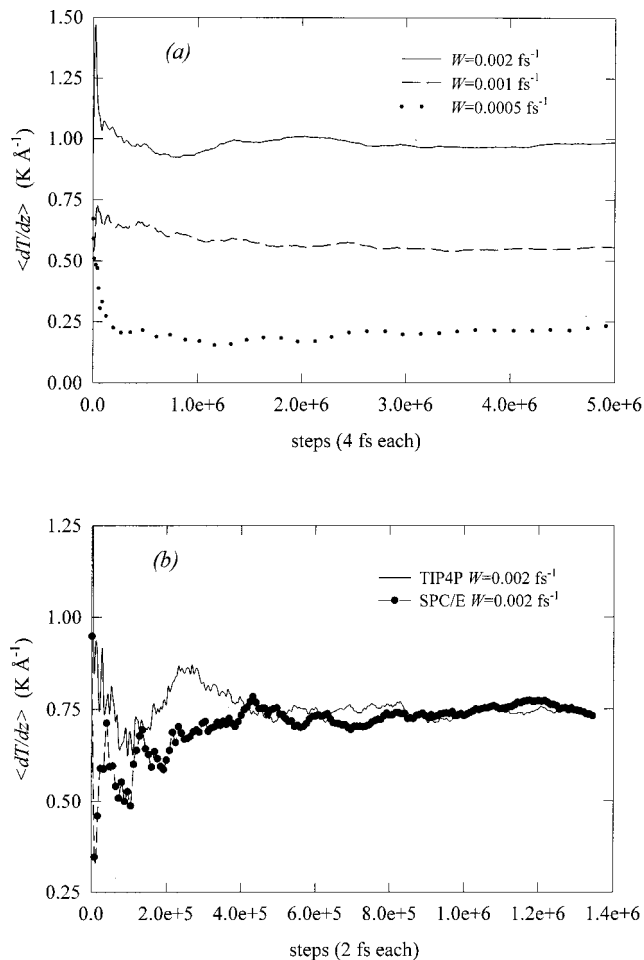 (a)
W=0.002 fs⁻¹
W=0.001 fs⁻¹
W=0.0005 fs⁻¹
<dT/dz> (K Å⁻¹)
1.50
1.25
1.00
0.75
0.50
0.25
0.00
0.0 1.0e+6 2.0e+6 3.0e+6 4.0e+6 5.0e+6
steps (4 fs each)
(b)
TIP4P W=0.002 fs⁻¹
SPC/E W=0.002 fs⁻¹
<dT/dz> (K Å⁻¹)
1.25
1.00
0.75
0.50
0.25
0.0 2.0e+5 4.0e+5 6.0e+5 8.0e+5 1.0e+6 1.2e+6 1.4e+6
steps (2 fs each)